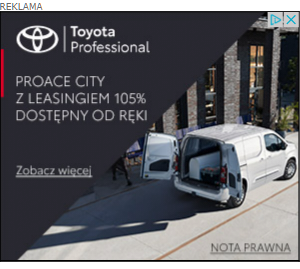 REKLAMA
Toyota
Professional
PROACE CITY
Z LEASINGIEM 105%
DOSTĘPNY OD RĘKI
Zobacz więcej
NOTA PRAWNA